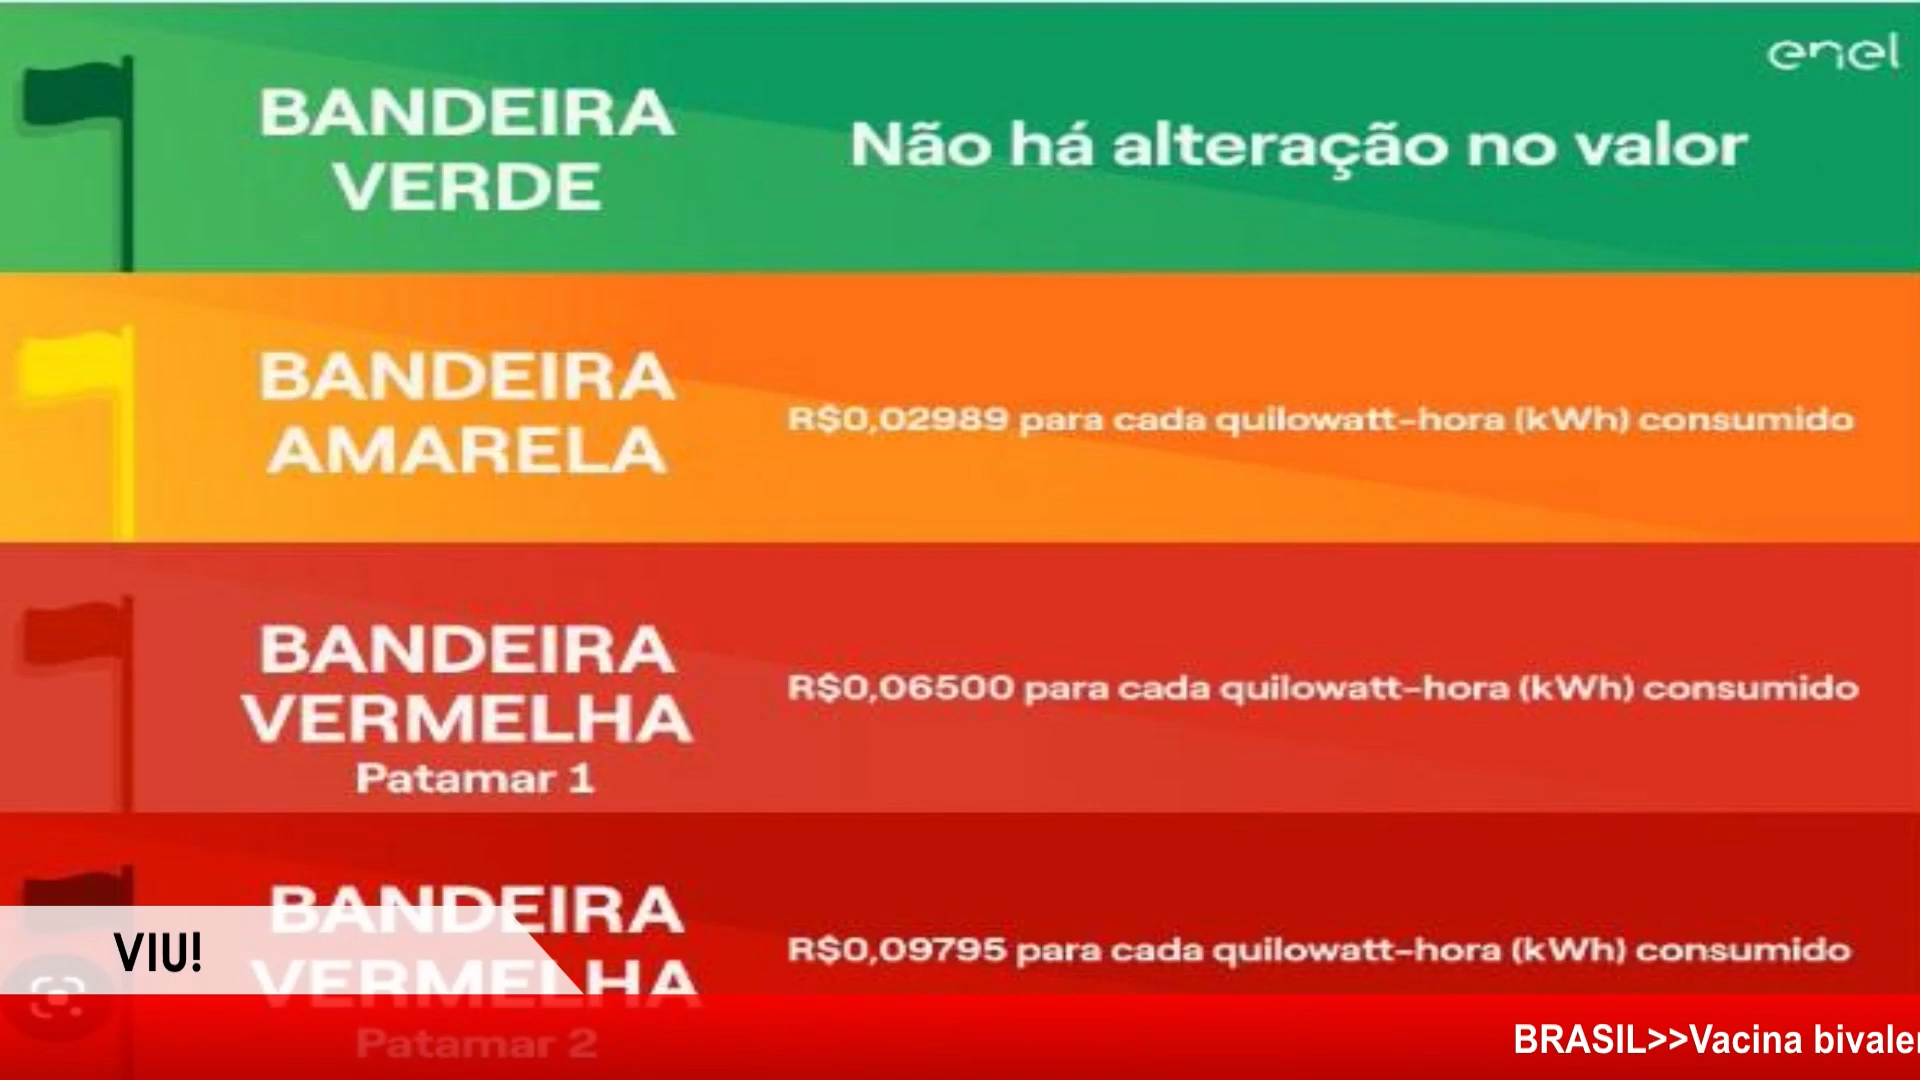 enel
BANDEIRA
VERDE
Não há alteração no valor
BANDEIRA
AMARELA
R$0,02989 para cada quilowatt-hora (kWh) consumido
BANDEIRA
VERMELHA
Patamar 1
R$0,06500 para cada quilowatt-hora (kWh) consumido
BANDEIRA
VERMELHA
Patamar 2
R$0,09795 para cada quilowatt-hora (kWh) consumido
VIU!
BRASIL>>Vacina bivale